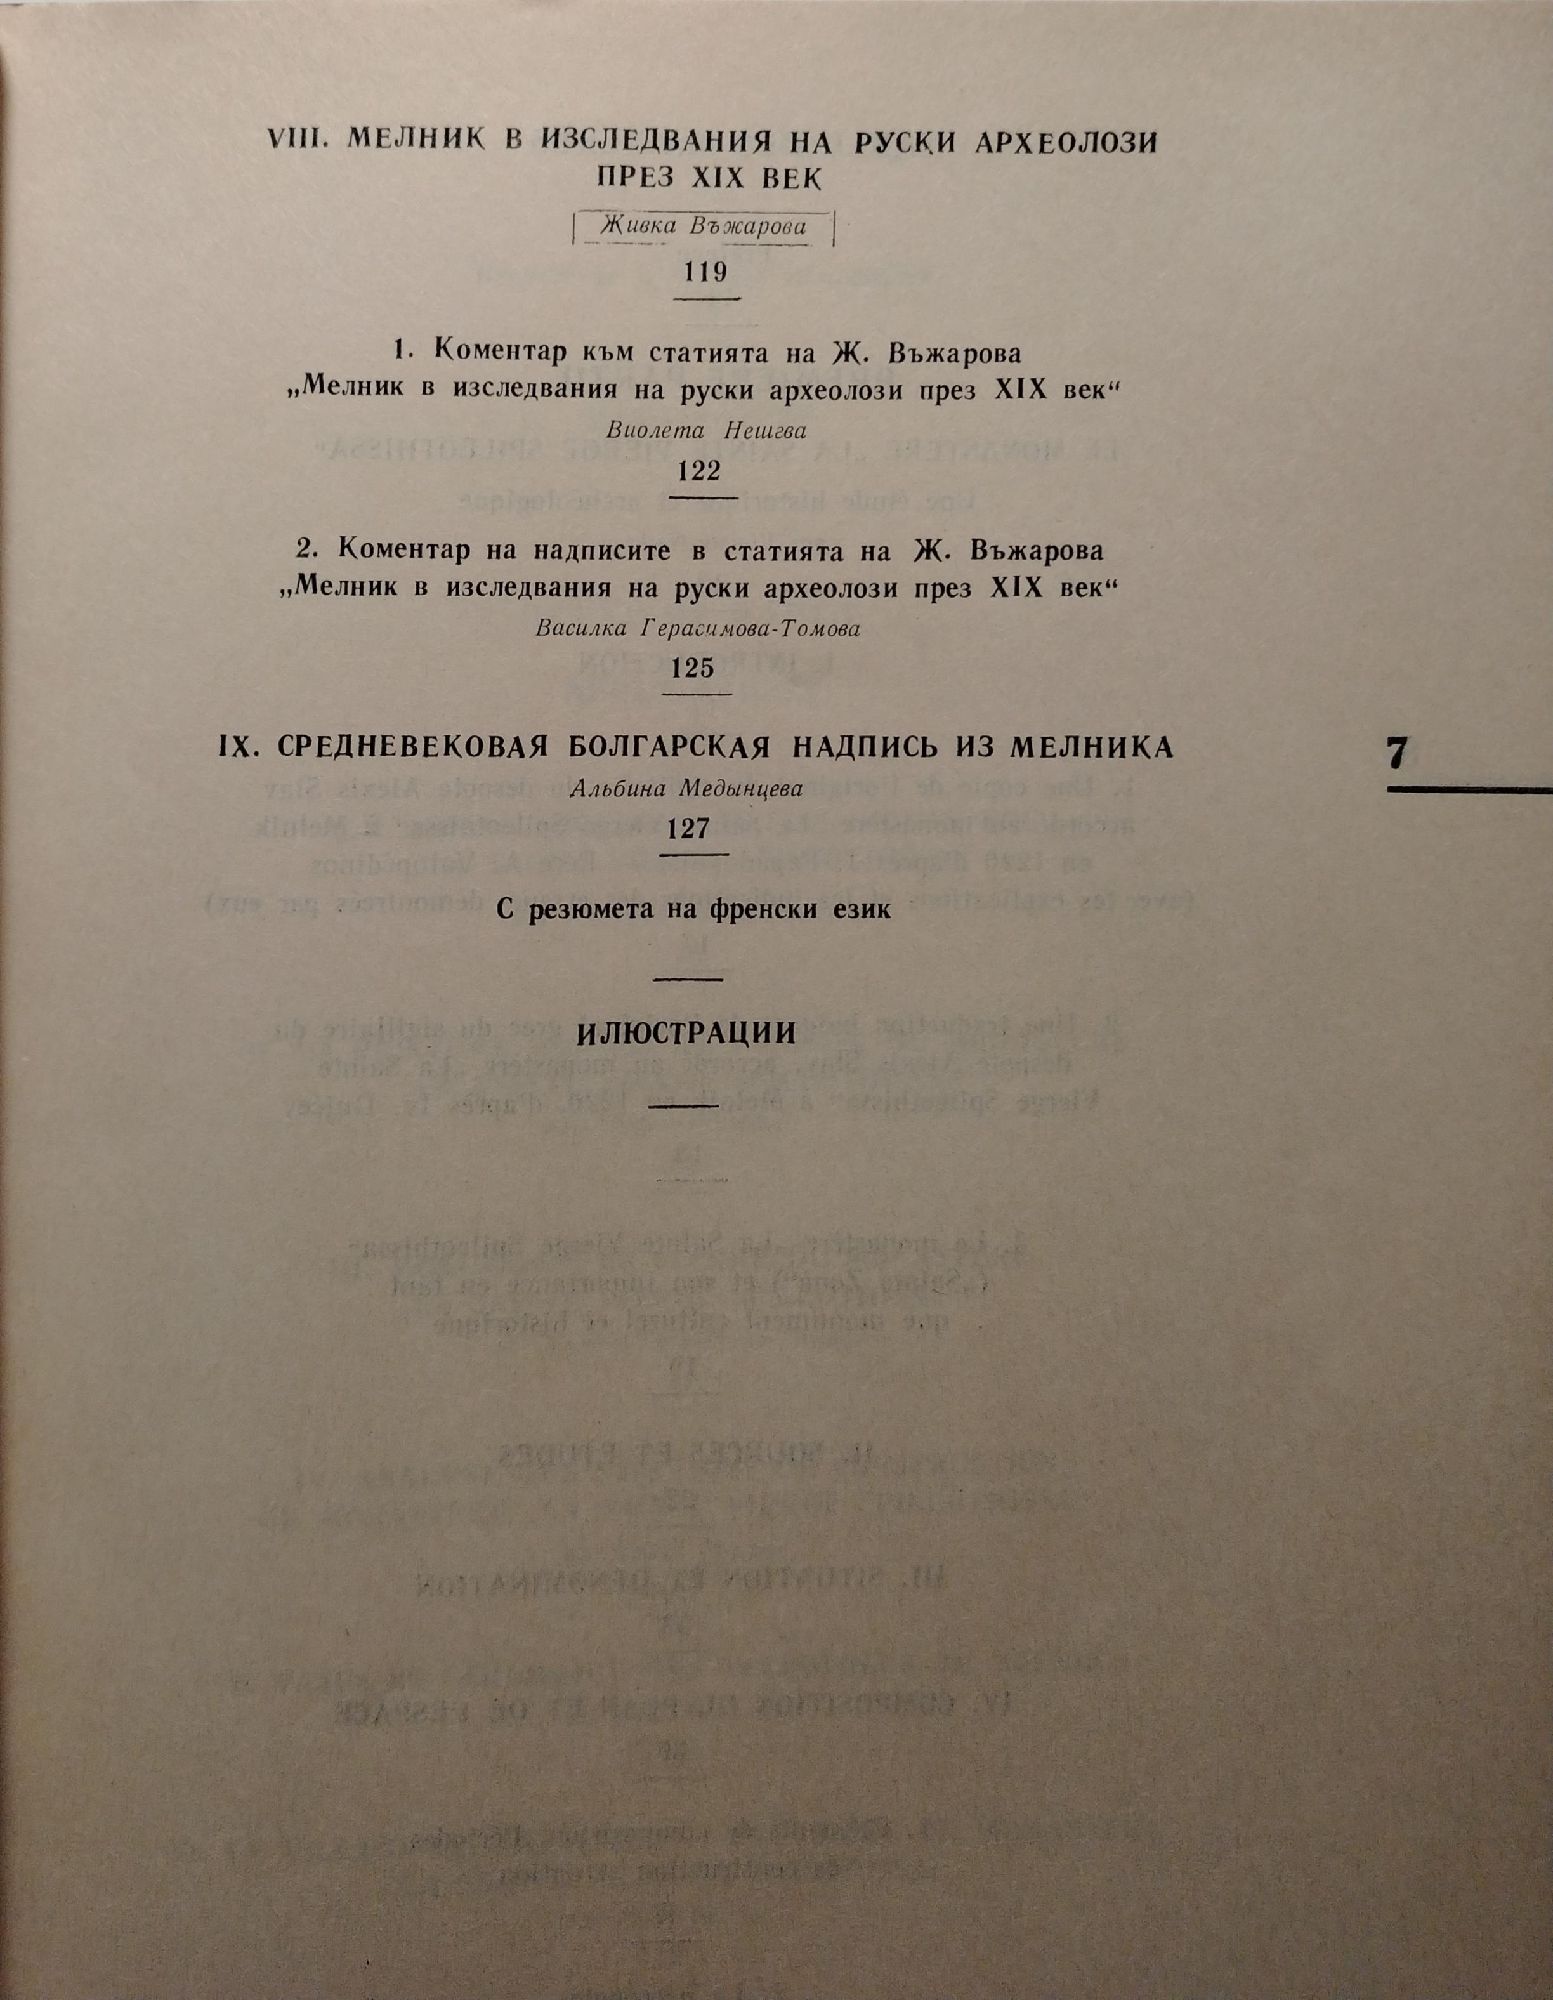 VIII. МЕЛНИК В ИЗСЛЕДВАНИЯ НА РУСКИ АРХЕОЛОЗИ
ПРЕЗ XIX ВЕК
Живка Въжарова
119
1. Коментар към статията на Ж. Въжарова
„Мелник в изследвания на руски археолози през XIX век“
Виолета Нешева
122
2. Коментар на надписите в статията на Ж. Въжарова
„Мелник в изследвания на руски археолози през XIX век“
Василка Герасимова-Томова
125
IX. СРЕДНЕВЕКОВАЯ БОЛГАРСКАЯ НАДПИСЬ ИЗ МЕЛНИКА
7
Альбина Медынцева
127
С резюмета на френски език
ИЛЮСТРАЦИИ